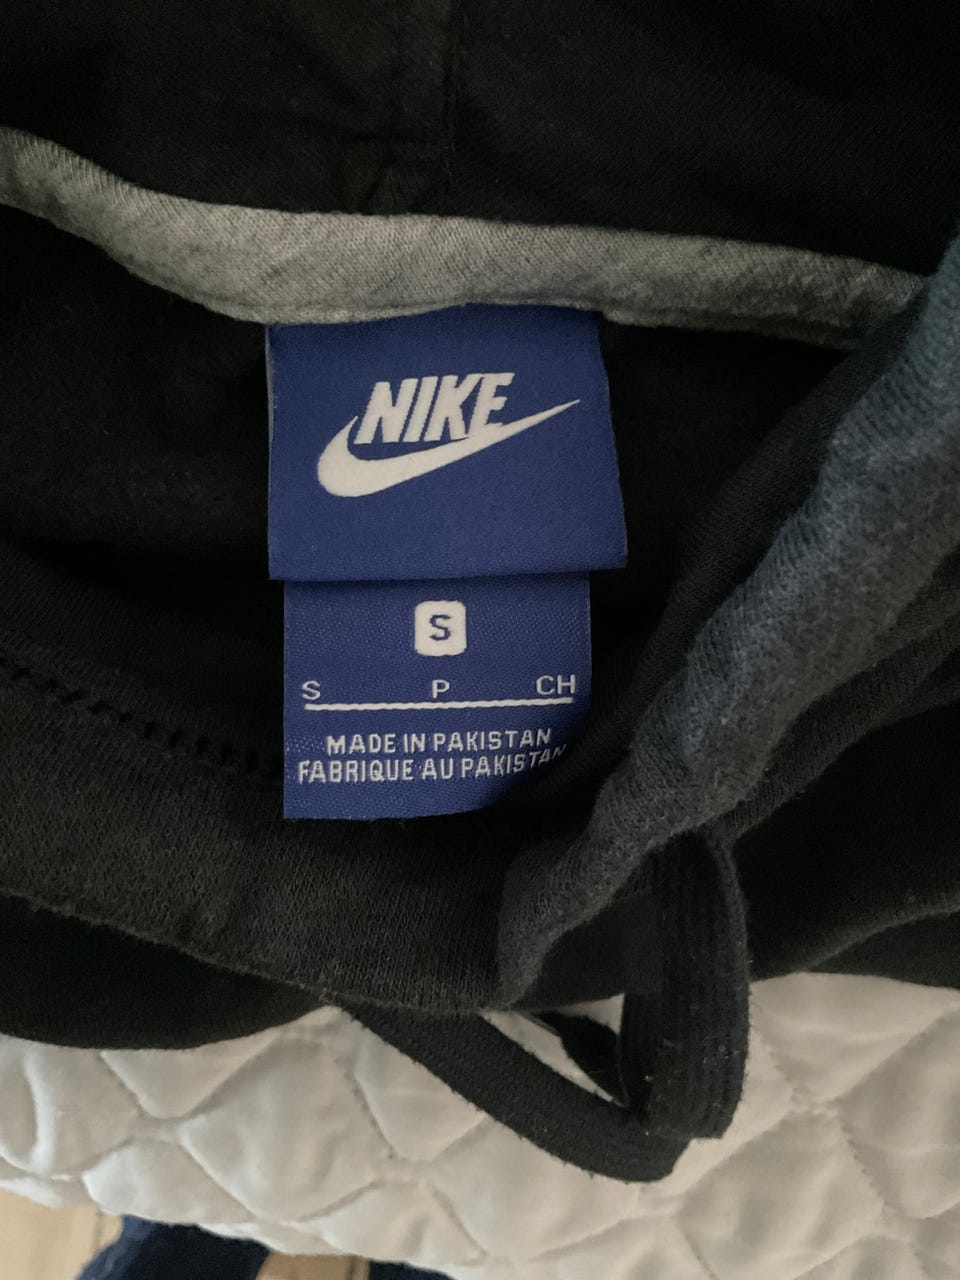 NIKE
S
S P CH
MADE IN PAKISTAN
FABRIQUE AU PAKISTAN